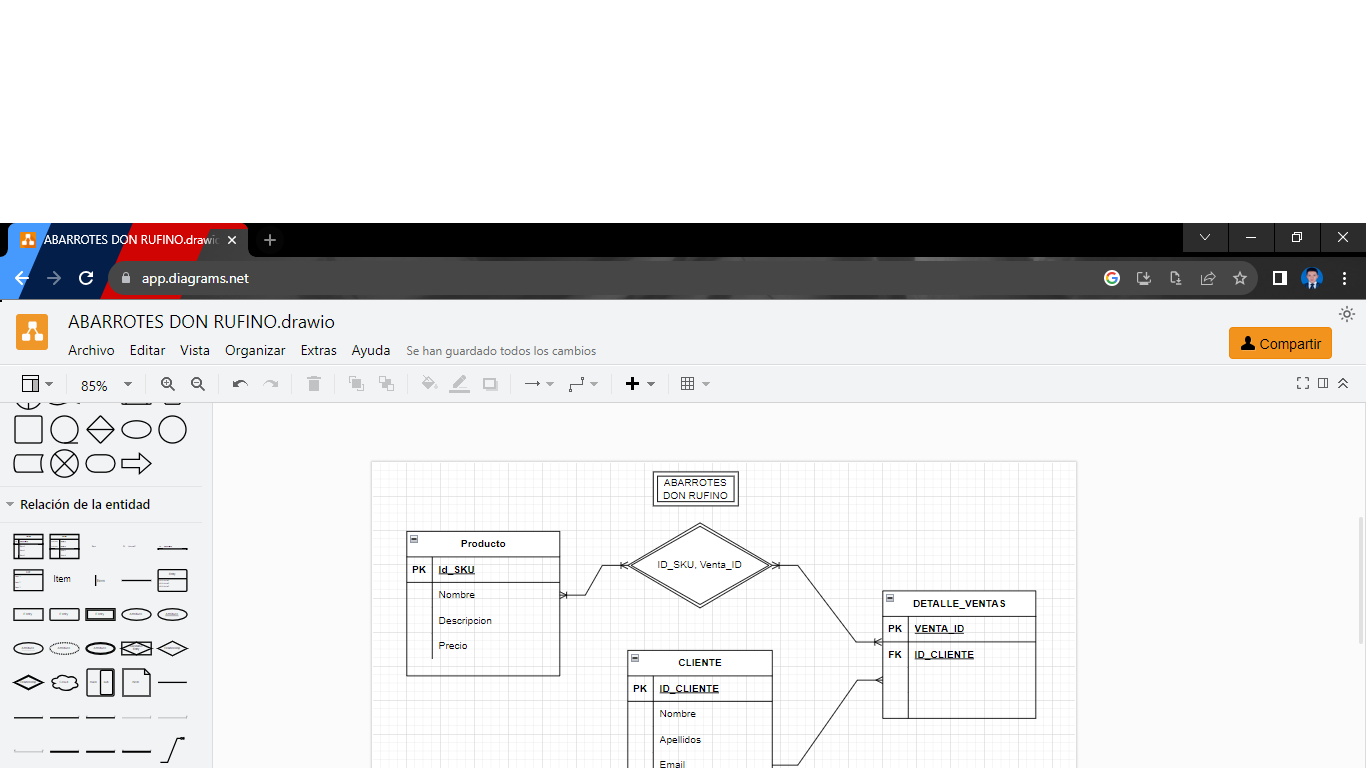 ABARROTES DON RUFINO.drawio
app.diagrams.net
ABARROTES DON RUFINO.drawio
Archivo Editar Vista Organizar Extras Ayuda Se han guardado todos los cambios
Compartir
85%
Relación de la entidad
Item
ABARROTES
DON RUFINO
Producto
PK Id_SKU
Nombre
Descripcion
Precio
ID_SKU, Venta_ID
DETALLE_VENTAS
PK VENTA_ID
FK ID_CLIENTE
CLIENTE
PK ID_CLIENTE
Nombre
Apellidos
Email